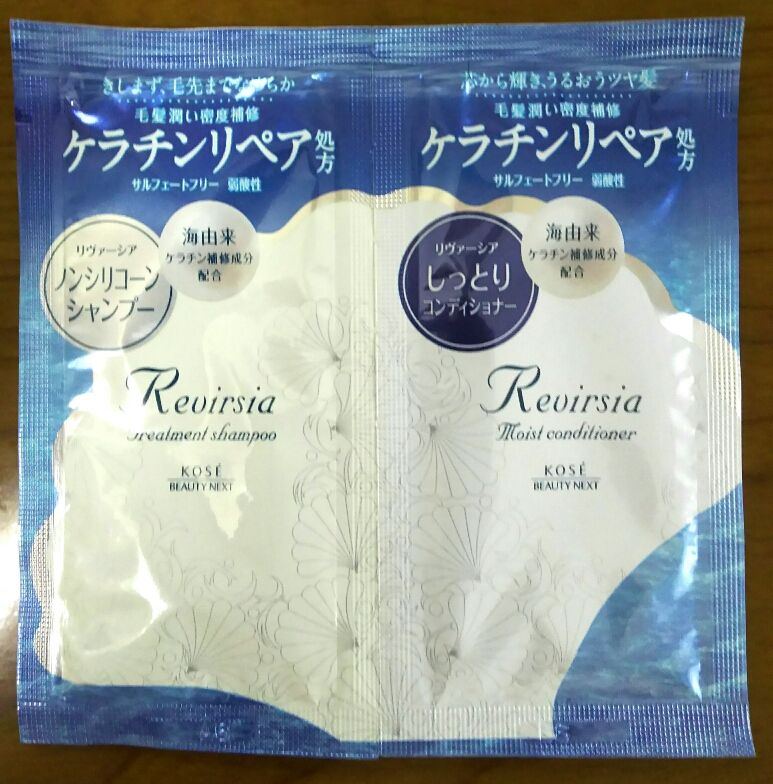 きしまず、毛先までなめらか
毛髪潤い密度補修
ケラチンリペア処方
サルフェートフリー 弱酸性
リヴァーシア
ノンシリコーン
シャンプー
海由来
ケラチン補修成分
配合
Revirsia
Treatment shampoo
KOSÉ
BEAUTY NEXT
芯から輝き、うるおうツヤ髪
毛髪潤い密度補修
ケラチンリペア処方
サルフェートフリー 弱酸性
リヴァーシア
しっとり
コンディショナー
海由来
ケラチン補修成分
配合
Revirsia
Moist conditioner
KOSÉ
BEAUTY NEXT